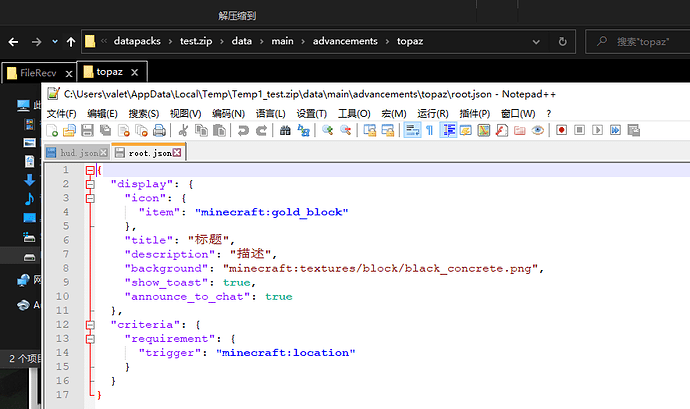 解压缩到
datapacks > test.zip > data > main > advancements > topaz
搜索"topaz"
FileRecv × topaz ×
C:\Users\valet\AppData\Local\Temp\Temp1_test.zip\data\main\advancements\topaz\root.json - Notepad++
文件(F) 编辑(E) 搜索(S) 视图(V) 编码(N) 语言(L) 设置(T) 工具(O) 宏(M) 运行(R) 插件(P) 窗口(W) ?
hud.json root.json
1 {
2 "display": {
3 "icon": {
4 "item": "minecraft:gold_block"
5 },
6 "title": "标题",
7 "description": "描述",
8 "background": "minecraft:textures/block/black_concrete.png",
9 "show_toast": true,
10 "announce_to_chat": true
11 },
12 "criteria": {
13 "requirement": {
14 "trigger": "minecraft:location"
15 }
16 }
17 }
此
网
2 个项